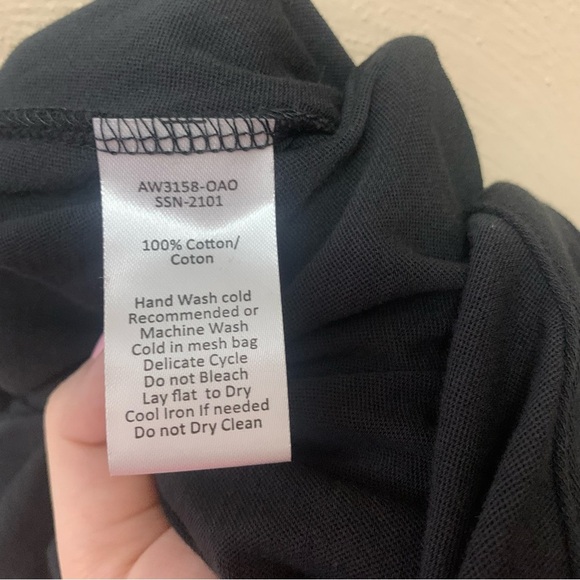 AW3158-OAO
SSN-2101
100% Cotton/
Coton
Hand Wash cold
Recommended or
Machine Wash
Cold in mesh bag
Delicate Cycle
Do not Bleach
Lay flat to Dry
Cool Iron If needed
Do not Dry Clean